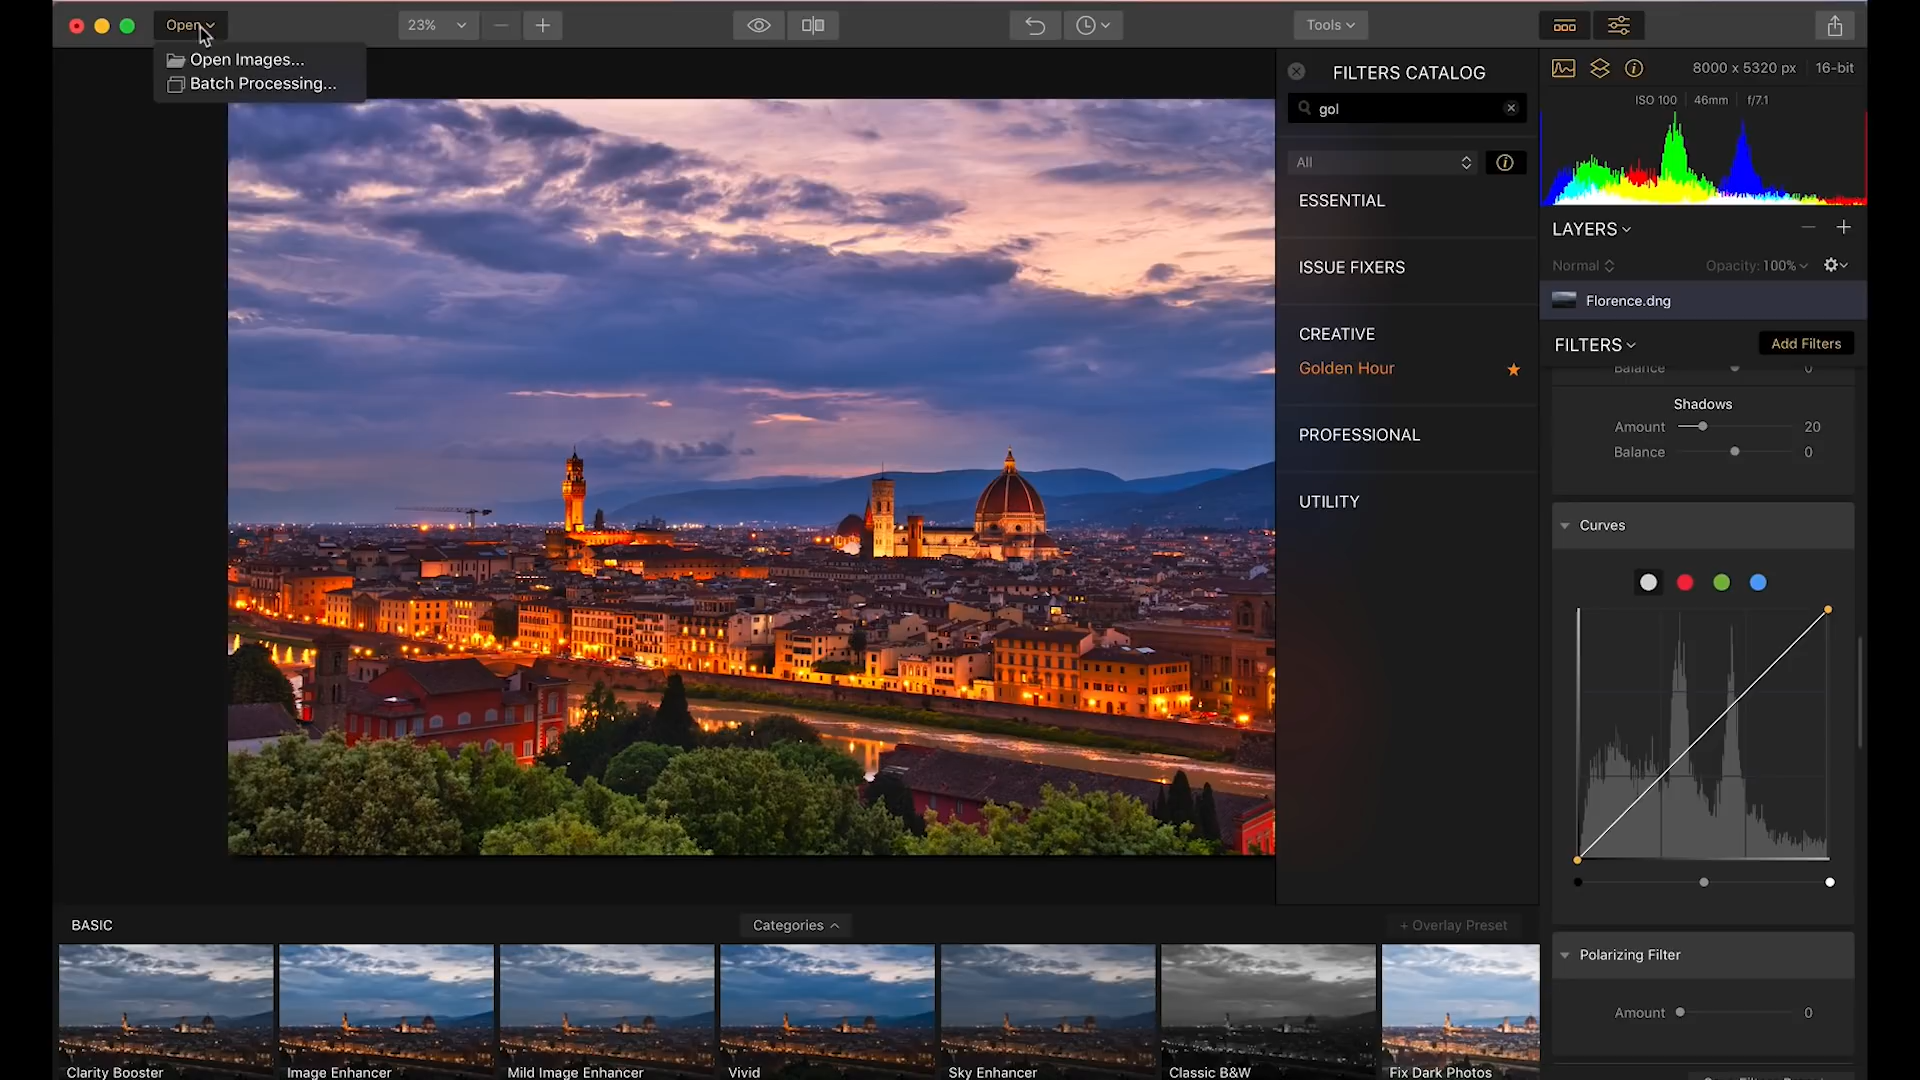 Open
23%
Tools
Open Images...
Batch Processing...
FILTERS CATALOG
gol
All
ESSENTIAL
ISSUE FIXERS
CREATIVE
Golden Hour
PROFESSIONAL
UTILITY
8000 x 5320 px 16-bit
ISO 100 46mm f/7.1
LAYERS
Normal Opacity: 100%
Florence.dng
FILTERS Add Filters
Balance 0
Shadows
Amount 20
Balance 0
Curves
Polarizing Filter
Amount 0
BASIC Categories + Overlay Preset
Clarity Booster Image Enhancer Mild Image Enhancer Vivid Sky Enhancer Classic B&W Fix Dark Photos